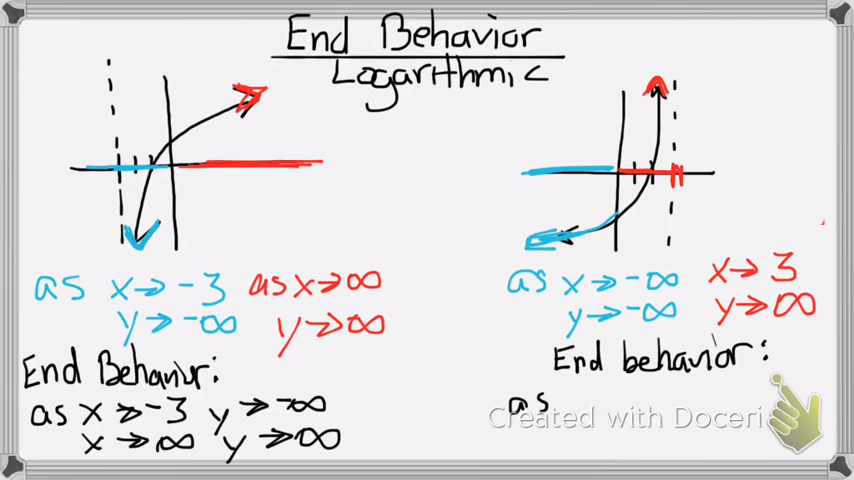 End Behavior
Logarithmic
as x → -3
y → -∞
as x → ∞
y → ∞
End Behavior:
as x → -3 y → -∞
x → ∞ y → ∞
as x → -∞
y → -∞
x → 3
y → ∞
End behavior:
as
Created with Doceri